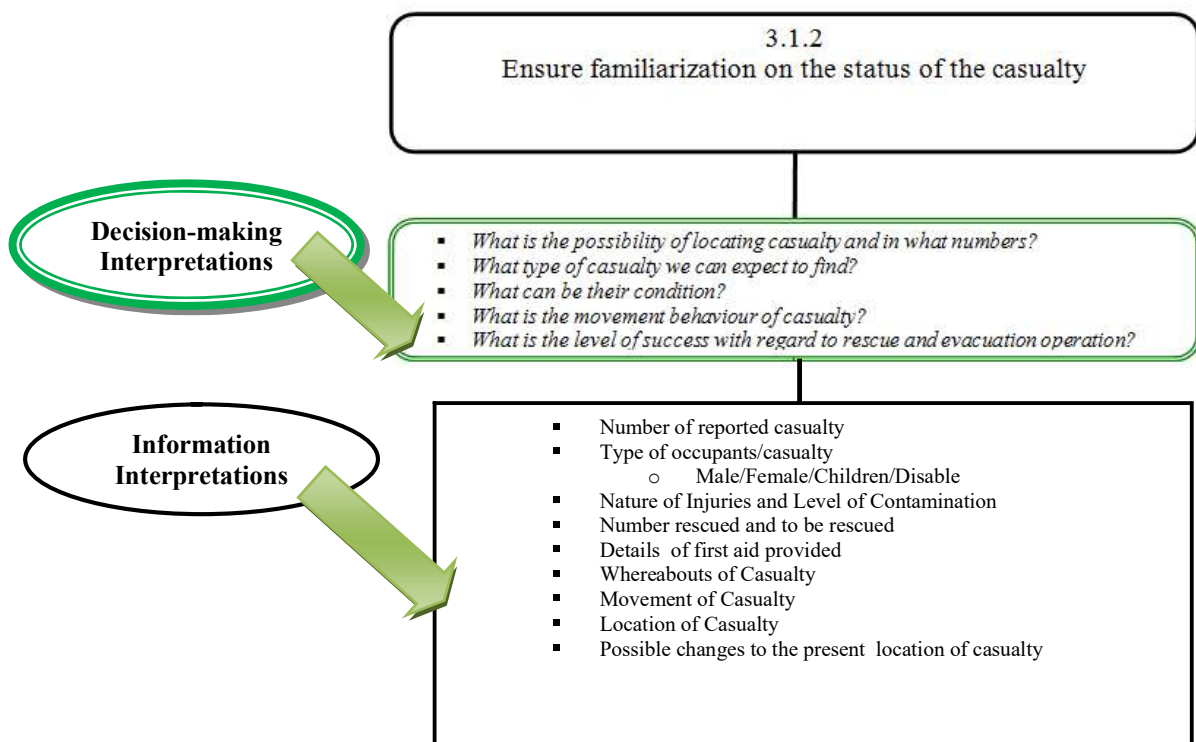 3.1.2
Ensure familiarization on the status of the casualty
Decision-making
Interpretations
▪ What is the possibility of locating casualty and in what numbers?
▪ What type of casualty we can expect to find?
▪ What can be their condition?
▪ What is the movement behaviour of casualty?
▪ What is the level of success with regard to rescue and evacuation operation?
Information
Interpretations
▪ Number of reported casualty
▪ Type of occupants/casualty
o Male/Female/Children/Disable
▪ Nature of Injuries and Level of Contamination
▪ Number rescued and to be rescued
▪ Details of first aid provided
▪ Whereabouts of Casualty
▪ Movement of Casualty
▪ Location of Casualty
▪ Possible changes to the present location of casualty